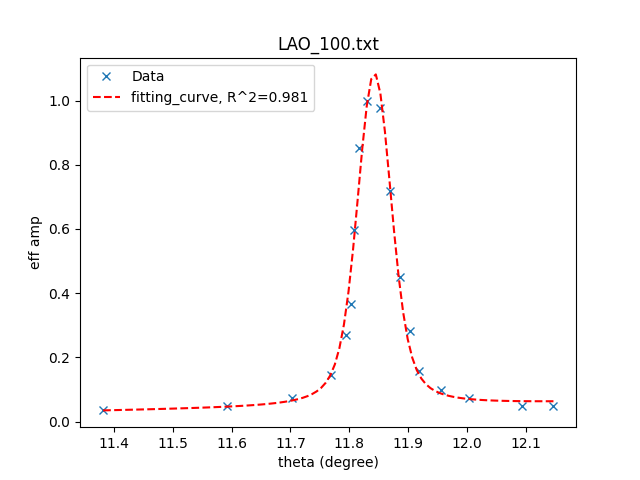 LAO_100.txt
Data
fitting_curve, R^2=0.981
eff amp
1.0
0.8
0.6
0.4
0.2
0.0
11.4 11.5 11.6 11.7 11.8 11.9 12.0 12.1
theta (degree)